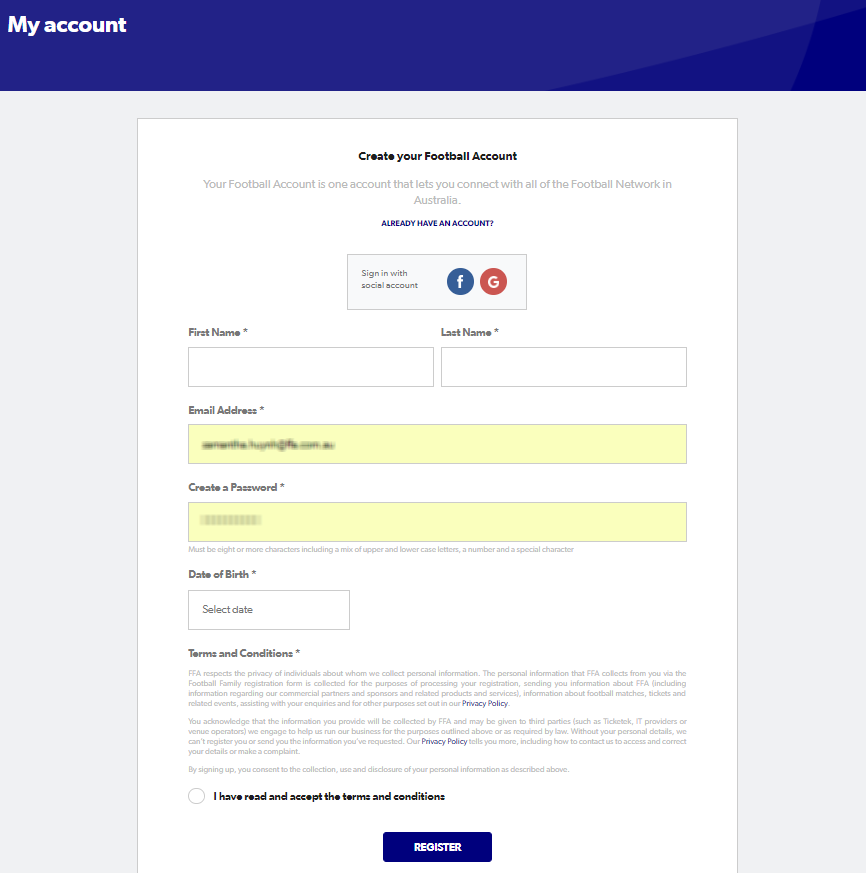 My account
Create your Football Account
Your Football Account is one account that lets you connect with all of the Football Network in
Australia.
ALREADY HAVE AN ACCOUNT?
Sign in with
social account
f G
First Name * Last Name *
Email Address *
Create a Password *
Must be eight or more characters including a mix of upper and lower case letters, a number and a special character
Date of Birth *
Select date
Terms and Conditions *
FFA respects the privacy of individuals about whom we collect personal information. The personal information that FFA collects from you via the
Football Family registration form is collected for the purposes of processing your registration, sending you information about FFA (including
information regarding our commercial partners and sponsors and related products and services), information about football matches, tickets and
related events, assisting with your enquiries and for other purposes set out in our Privacy Policy.
You acknowledge that the information you provide will be collected by FFA and may be given to third parties (such as Ticketek, IT providers or
venue operators) we engage to help us run our business for the purposes outlined above or as required by law. Without your personal details, we
can't register you or send you the information you've requested. Our Privacy Policy tells you more, including how to contact us to access and correct
your details or make a complaint.
By signing up, you consent to the collection, use and disclosure of your personal information as described above.
I have read and accept the terms and conditions
REGISTER